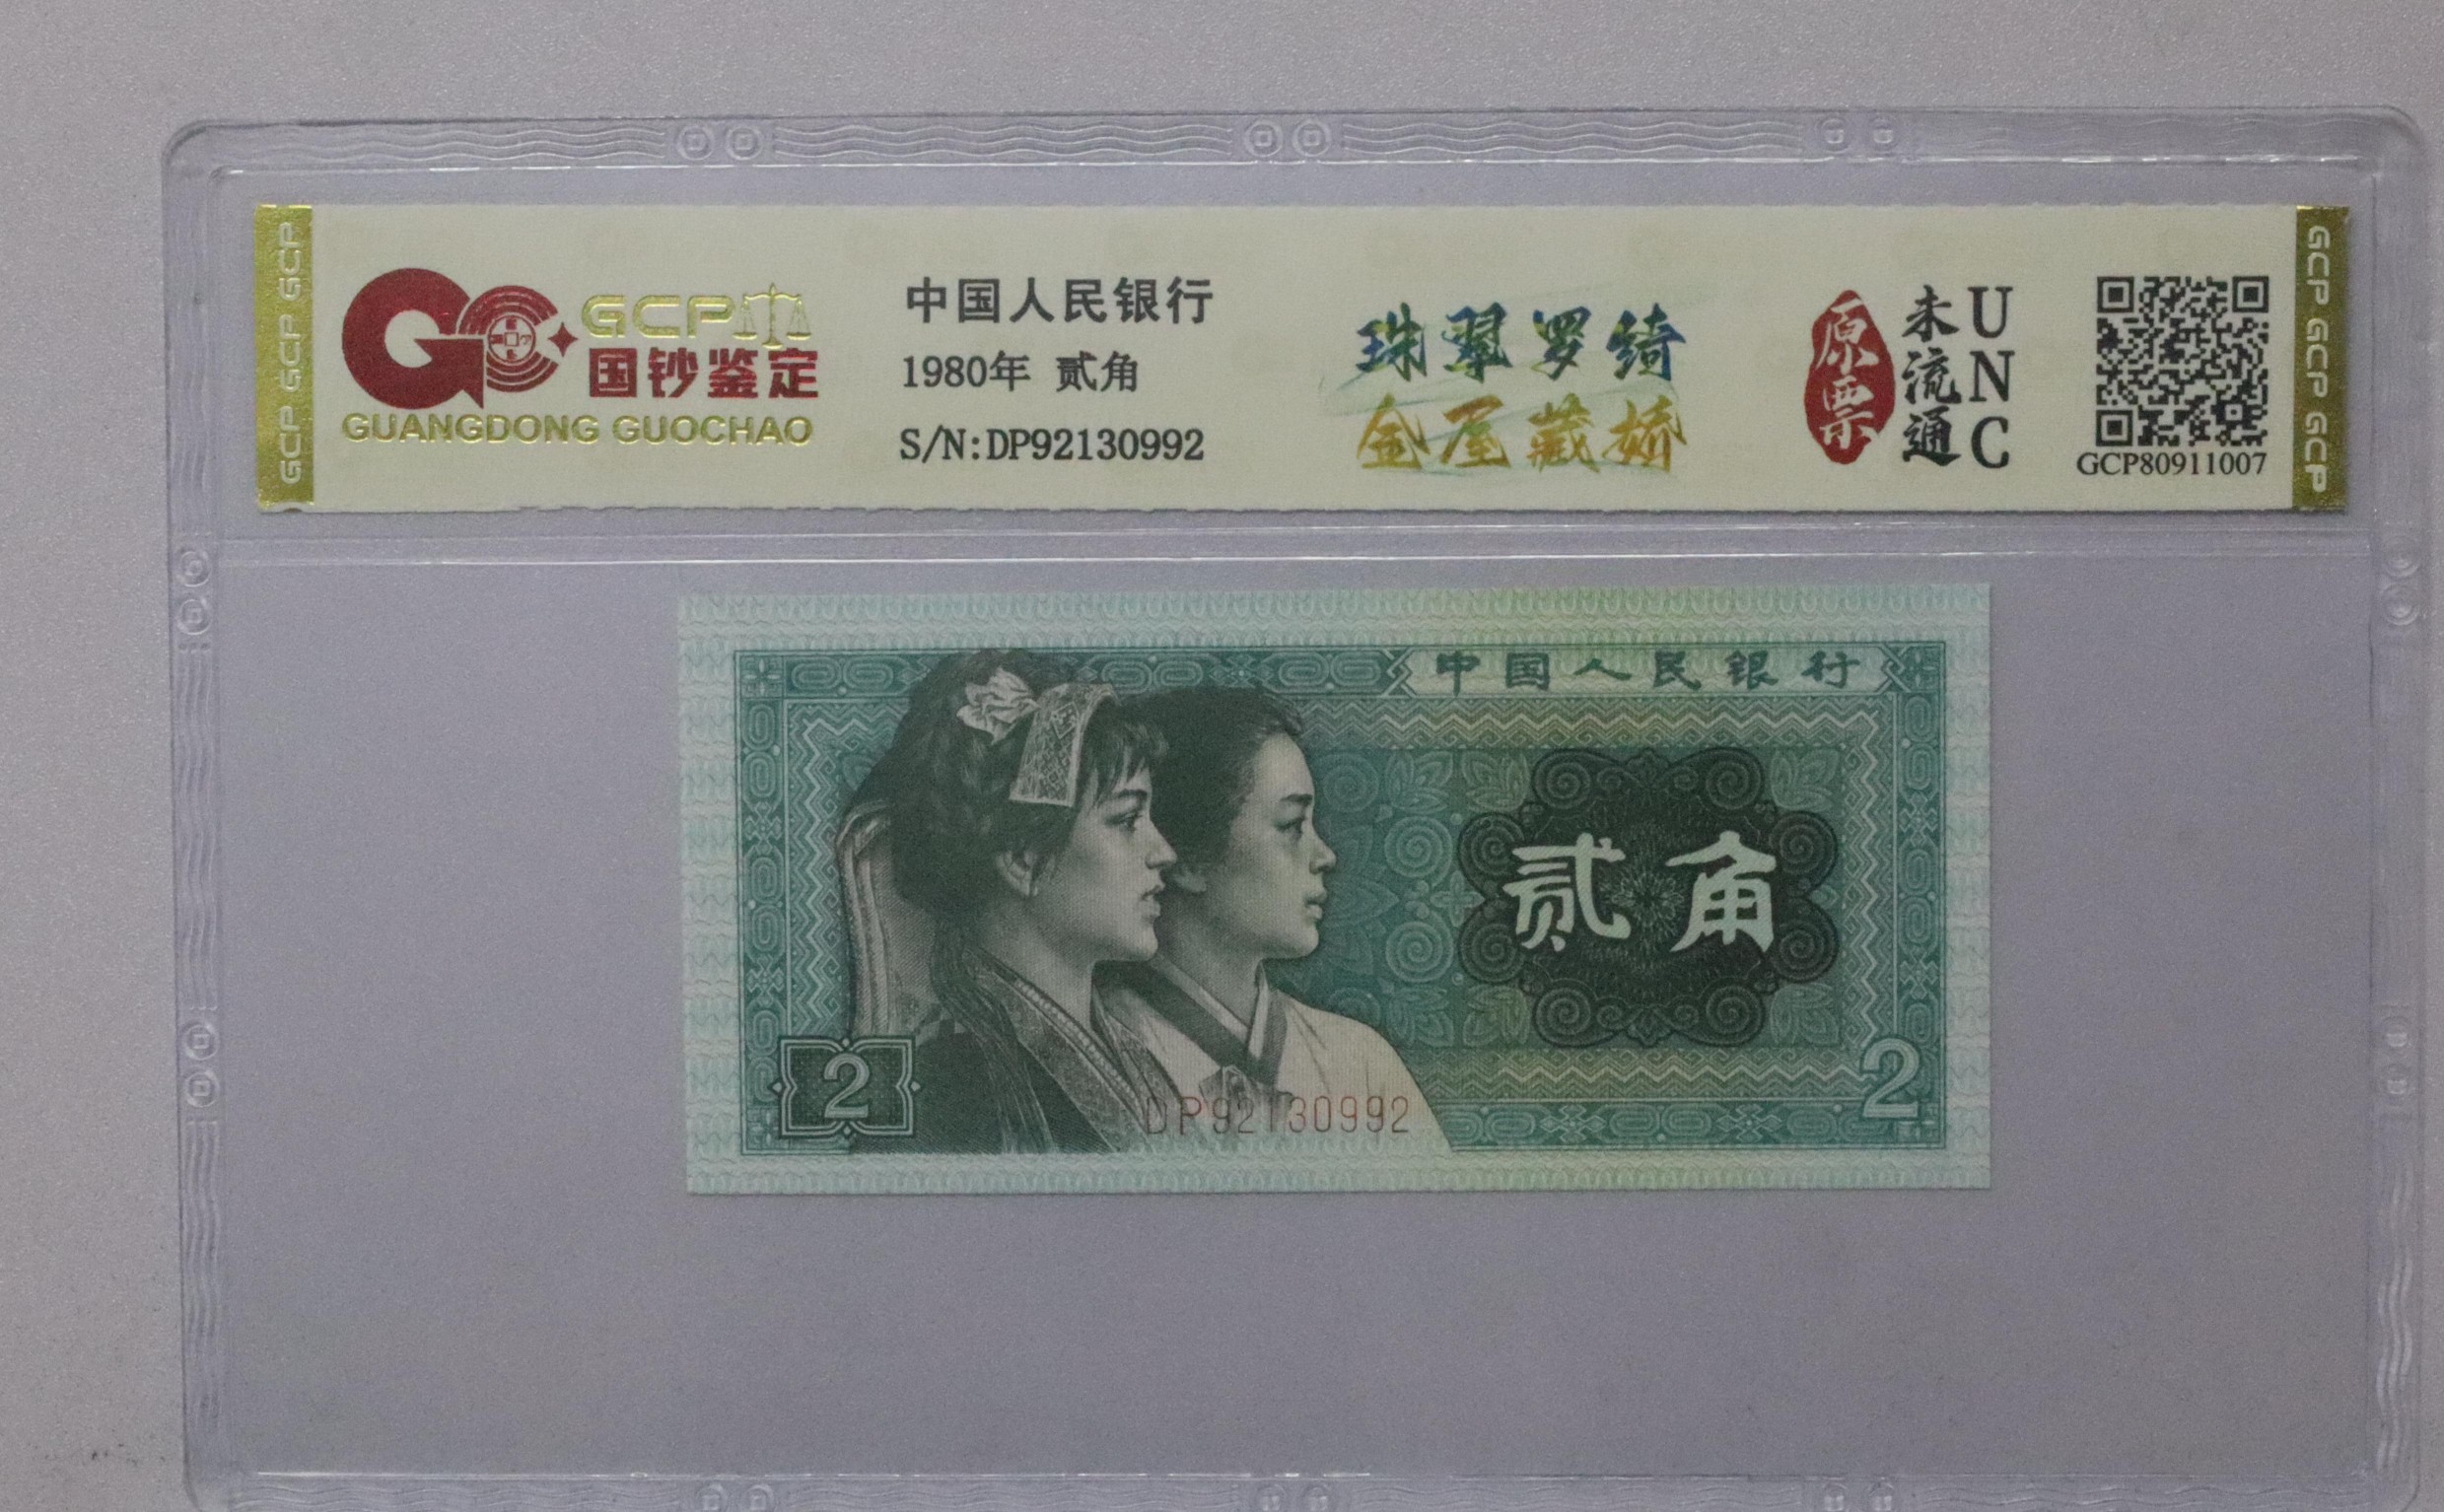 GCP GCP GCP
GCP
国钞鉴定
GUANGDONG GUOCHAO
中国人民银行
1980年 贰角
S/N:DP92130992
珠翠罗绮
金屋藏娇
原票
未流通
UNC
GCP80911007
GCP GCP GCP
中国人民银行
贰角
2
2
DP92130992